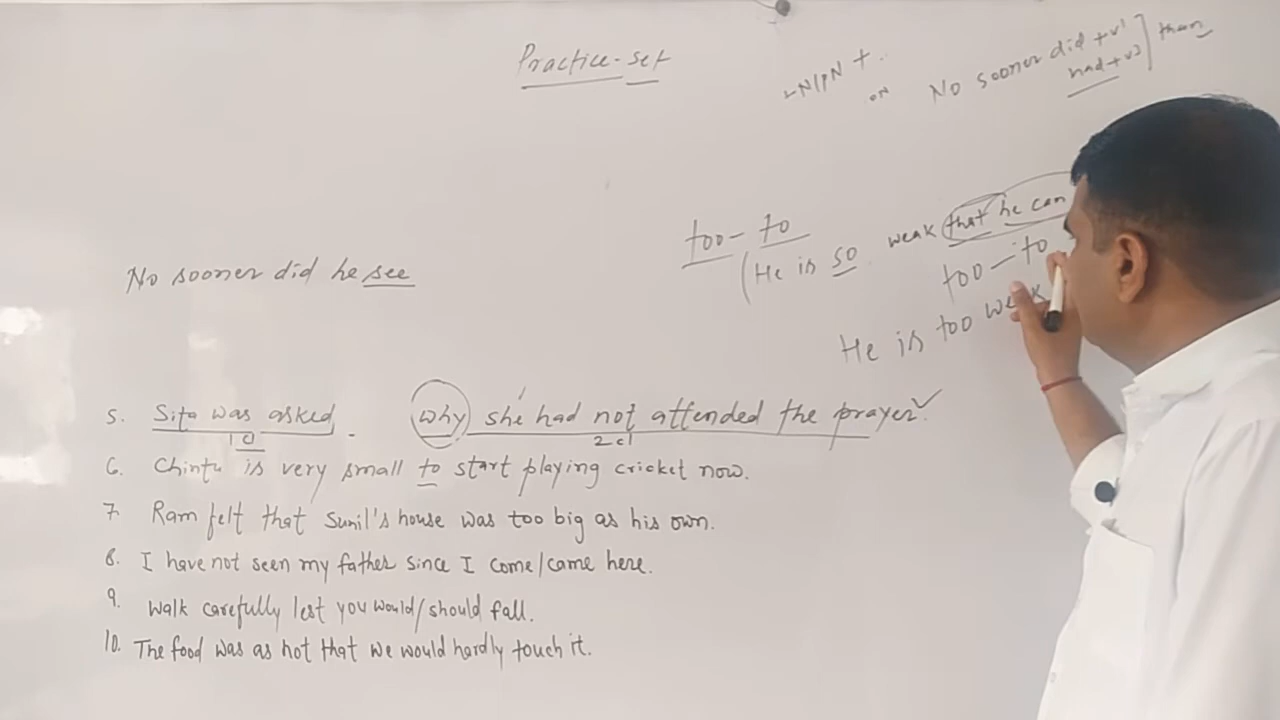 Practice-set
No sooner did + v1
had + v3
than
too - to
(He is so weak that he can
too - to
He is too weak
No sooner did he see
5. Sita was asked. why she had not attended the prayer.
2cl
6. Chintu is very small to start playing cricket now.
7. Ram felt that Sunil's house was too big as his own.
8. I have not seen my father since I come/came here.
9. Walk carefully lest you would/should fall.
10. The food was as hot that we would hardly touch it.